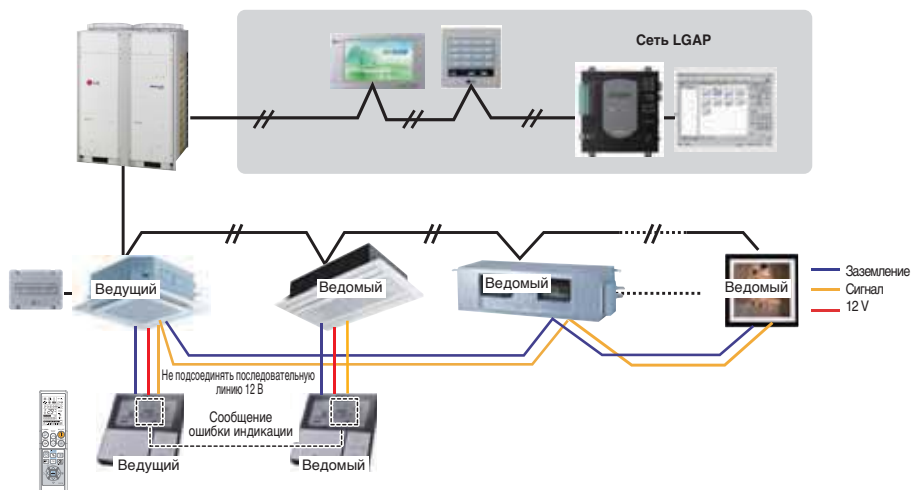 Сеть LGAP
Ведущий
Ведомый
Ведомый
Ведомый
Заземление
Сигнал
12 V
Не подсоединять последовательную
линию 12 В
Сообщение
ошибки индикации
Ведущий
Ведомый